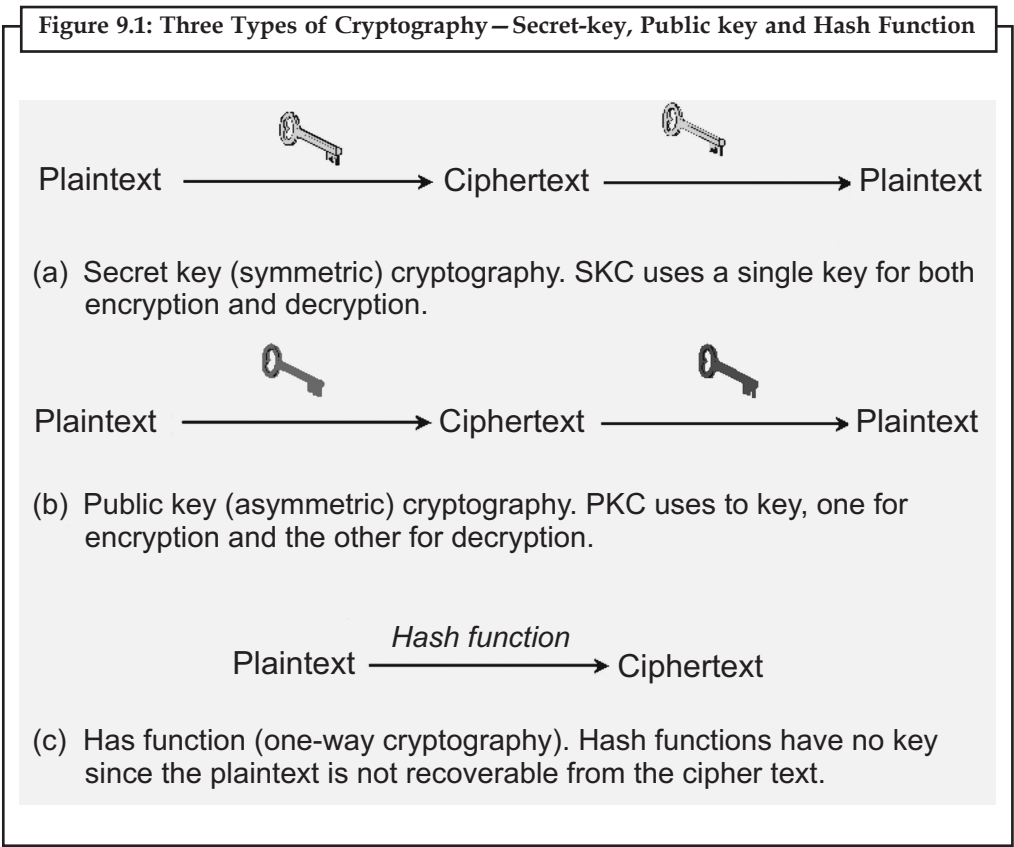 Figure 9.1: Three Types of Cryptography—Secret-key, Public key and Hash Function
Plaintext Ciphertext Plaintext
(a) Secret key (symmetric) cryptography. SKC uses a single key for both
encryption and decryption.
Plaintext Ciphertext Plaintext
(b) Public key (asymmetric) cryptography. PKC uses to key, one for
encryption and the other for decryption.
Hash function
Plaintext Ciphertext
(c) Has function (one-way cryptography). Hash functions have no key
since the plaintext is not recoverable from the cipher text.